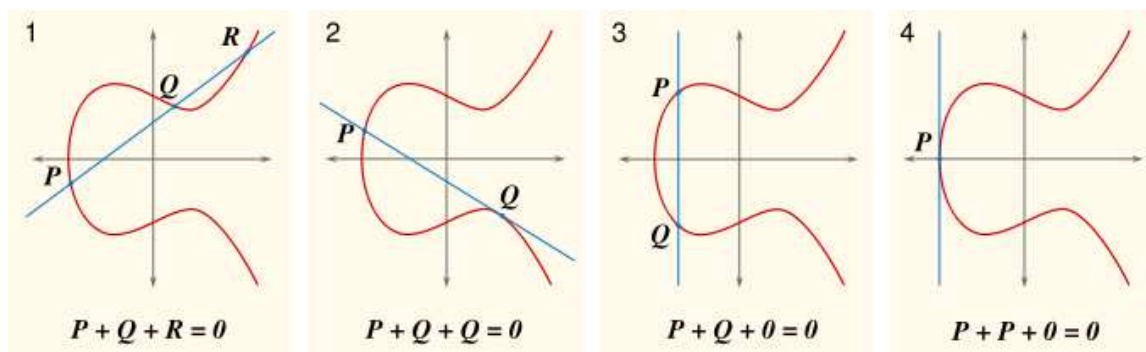 1
R
Q
P
P + Q + R = 0
2
P
Q
P + Q + Q = 0
3
P
Q
P + Q + 0 = 0
4
P
P + P + 0 = 0